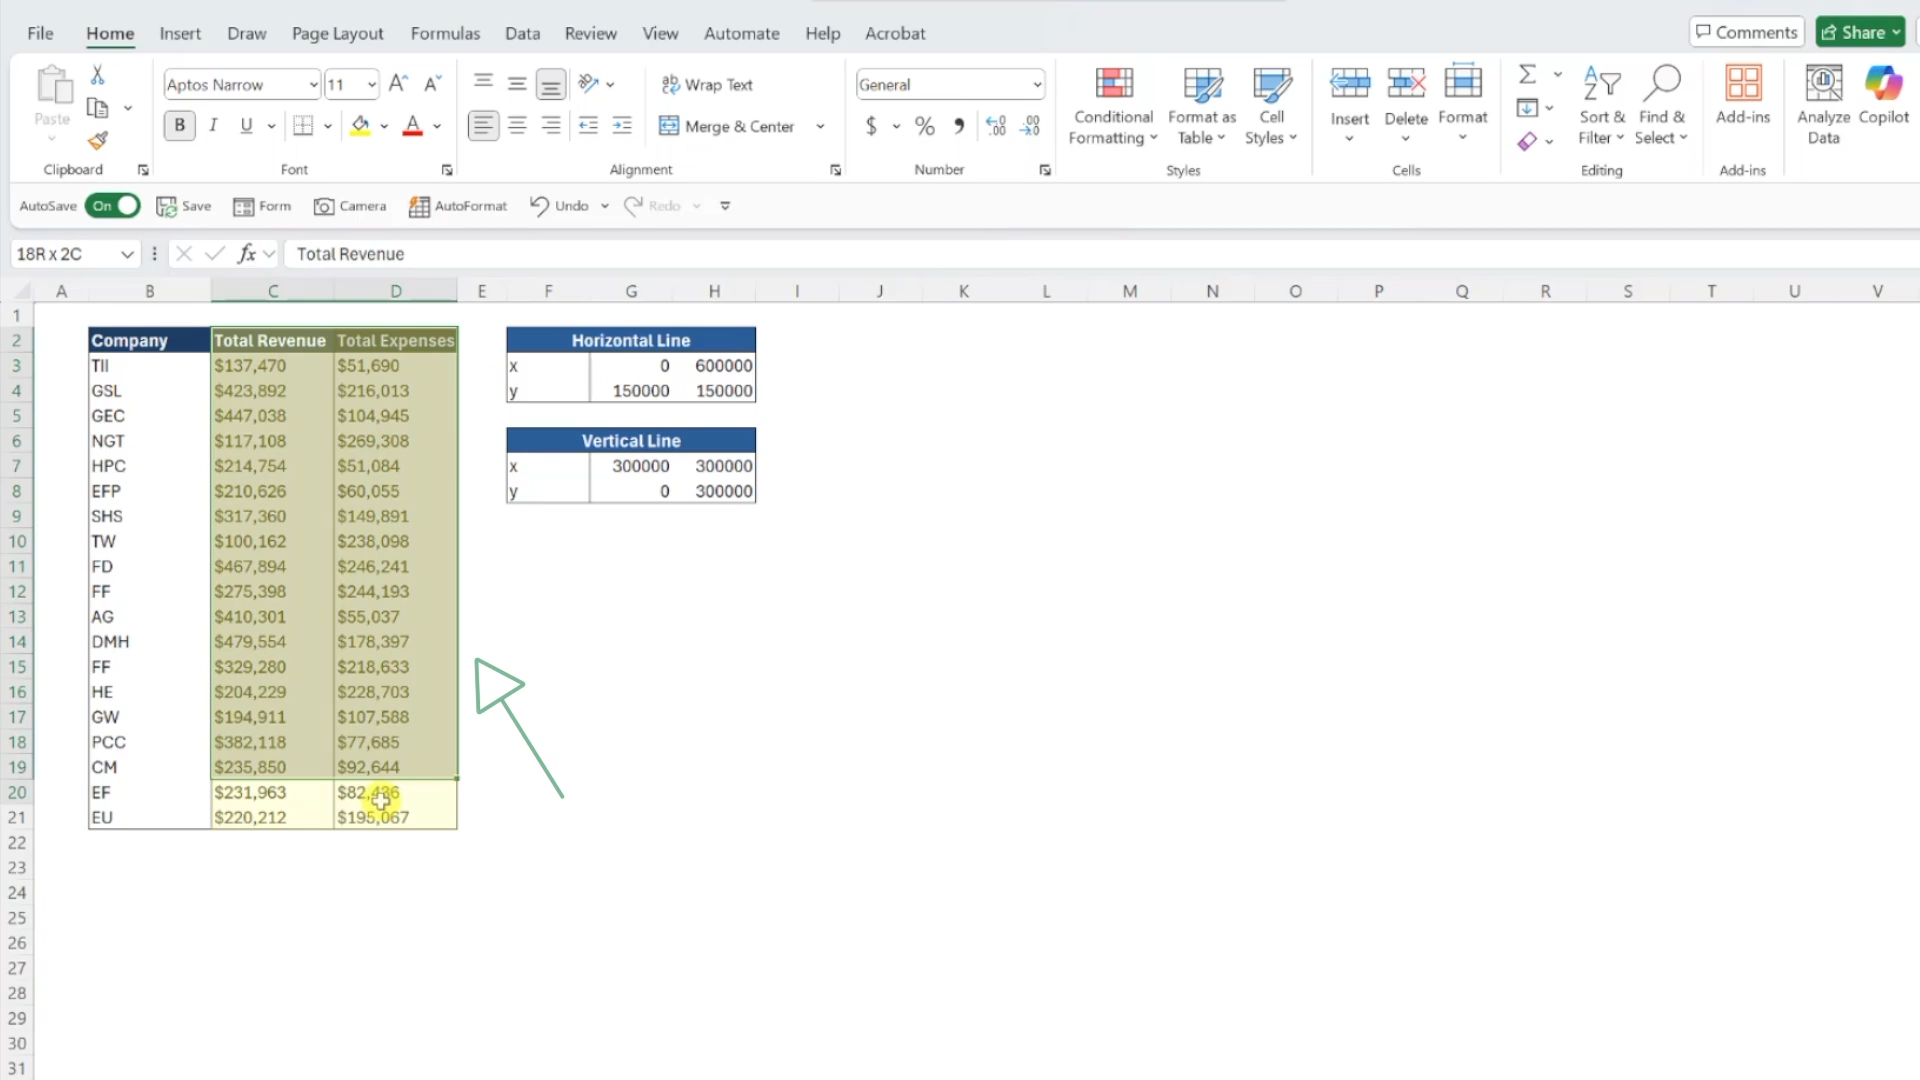 File Home Insert Draw Page Layout Formulas Data Review View Automate Help Acrobat Comments Share
Aptos Narrow 11 Wrap Text General
Paste B I U Merge & Center $ % Conditional Formatting Format as Table Cell Styles Insert Delete Format Sort & Filter Find & Select Add-ins Analyze Data Copilot
Clipboard Font Alignment Number Styles Cells Editing Add-ins
AutoSave On Save Form Camera AutoFormat Undo Redo
18R x 2C fx Total Revenue
A B C D E F G H I J K L M N O P Q R S T U V
1
2 Company Total Revenue Total Expenses Horizontal Line
3 TII $137,470 $51,690 x 0 600000
4 GSL $423,892 $216,013 y 150000 150000
5 GEC $447,038 $104,945
6 NGT $117,108 $269,308 Vertical Line
7 HPC $214,754 $51,084 x 300000 300000
8 EFP $210,626 $60,055 y 0 300000
9 SHS $317,360 $149,891
10 TW $100,162 $238,098
11 FD $467,894 $246,241
12 FF $275,398 $244,193
13 AG $410,301 $55,037
14 DMH $479,554 $178,397
15 FF $329,280 $218,633
16 HE $204,229 $228,703
17 GW $194,911 $107,588
18 PCC $382,118 $77,685
19 CM $235,850 $92,644
20 EF $231,963 $82,436
21 EU $220,212 $195,067
22
23
24
25
26
27
28
29
30
31